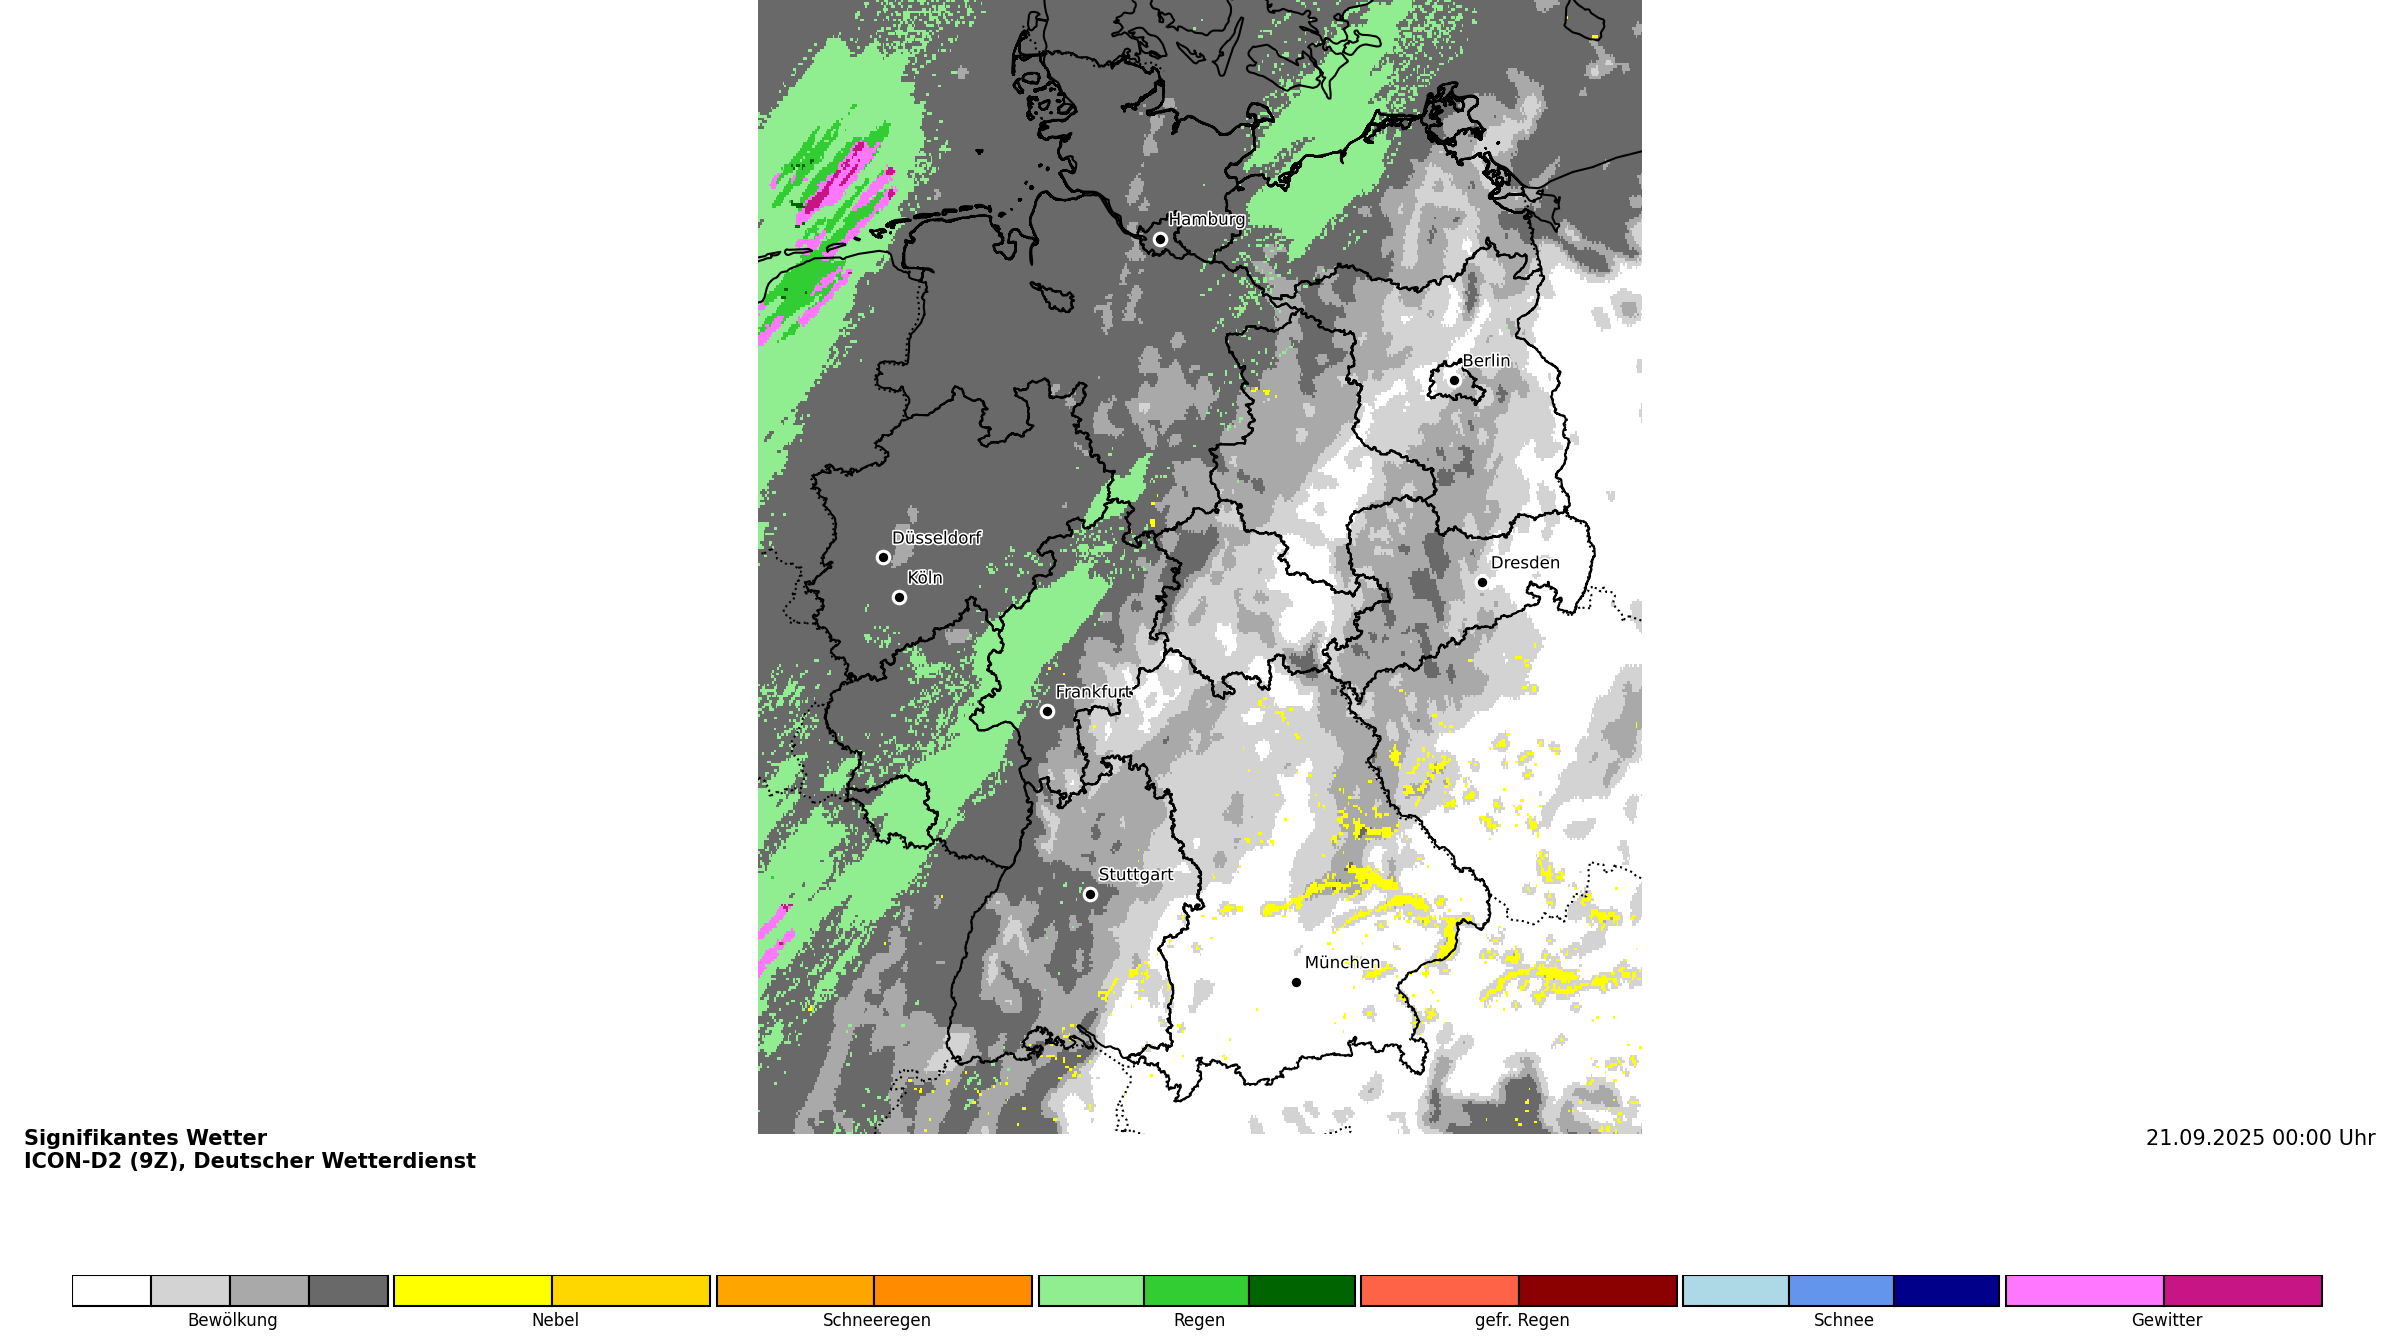 Hamburg
Berlin
Düsseldorf
Köln
Dresden
Frankfurt
Stuttgart
München
Signifikantes Wetter
ICON-D2 (9Z), Deutscher Wetterdienst
21.09.2025 00:00 Uhr
Bewölkung
Nebel
Schneeregen
Regen
gefr. Regen
Schnee
Gewitter